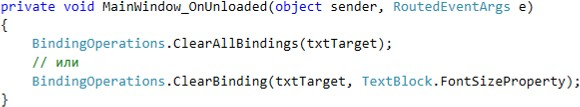 private void MainWindow_OnUnloaded(object sender, RoutedEventArgs e)
{
    BindingOperations.ClearAllBindings(txtTarget);
    // или
    BindingOperations.ClearBinding(txtTarget, TextBlock.FontSizeProperty);
}